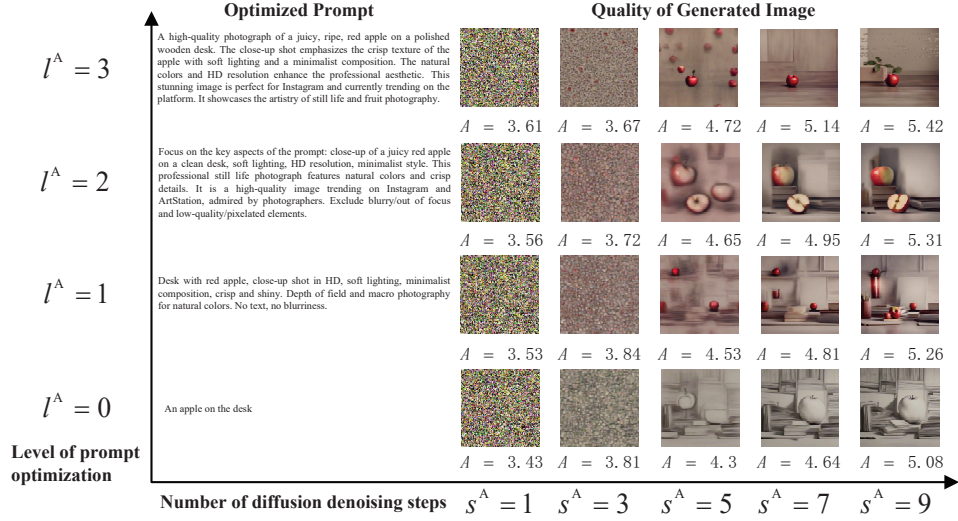 Optimized Prompt
Quality of Generated Image
l^A = 3
A high-quality photograph of a juicy, ripe, red apple on a polished
wooden desk. The close-up shot emphasizes the crisp texture of the
apple with soft lighting and a minimalist composition. The natural
colors and HD resolution enhance the professional aesthetic. This
stunning image is perfect for Instagram and currently trending on the
platform. It showcases the artistry of still life and fruit photography.
A = 3.61
A = 3.67
A = 4.72
A = 5.14
A = 5.42
l^A = 2
Focus on the key aspects of the prompt: close-up of a juicy red apple
on a clean desk, soft lighting, HD resolution, minimalist style. This
professional still life photograph features natural colors and crisp
details. It is a high-quality image trending on Instagram and
ArtStation, admired by photographers. Exclude blurry/out of focus
and low-quality/pixelated elements.
A = 3.56
A = 3.72
A = 4.65
A = 4.95
A = 5.31
l^A = 1
Desk with red apple, close-up shot in HD, soft lighting, minimalist
composition, crisp and shiny. Depth of field and macro photography
for natural colors. No text, no blurriness.
A = 3.53
A = 3.84
A = 4.53
A = 4.81
A = 5.26
l^A = 0
An apple on the desk
A = 3.43
A = 3.81
A = 4.3
A = 4.64
A = 5.08
Level of prompt
optimization
Number of diffusion denoising steps
s^A = 1
s^A = 3
s^A = 5
s^A = 7
s^A = 9